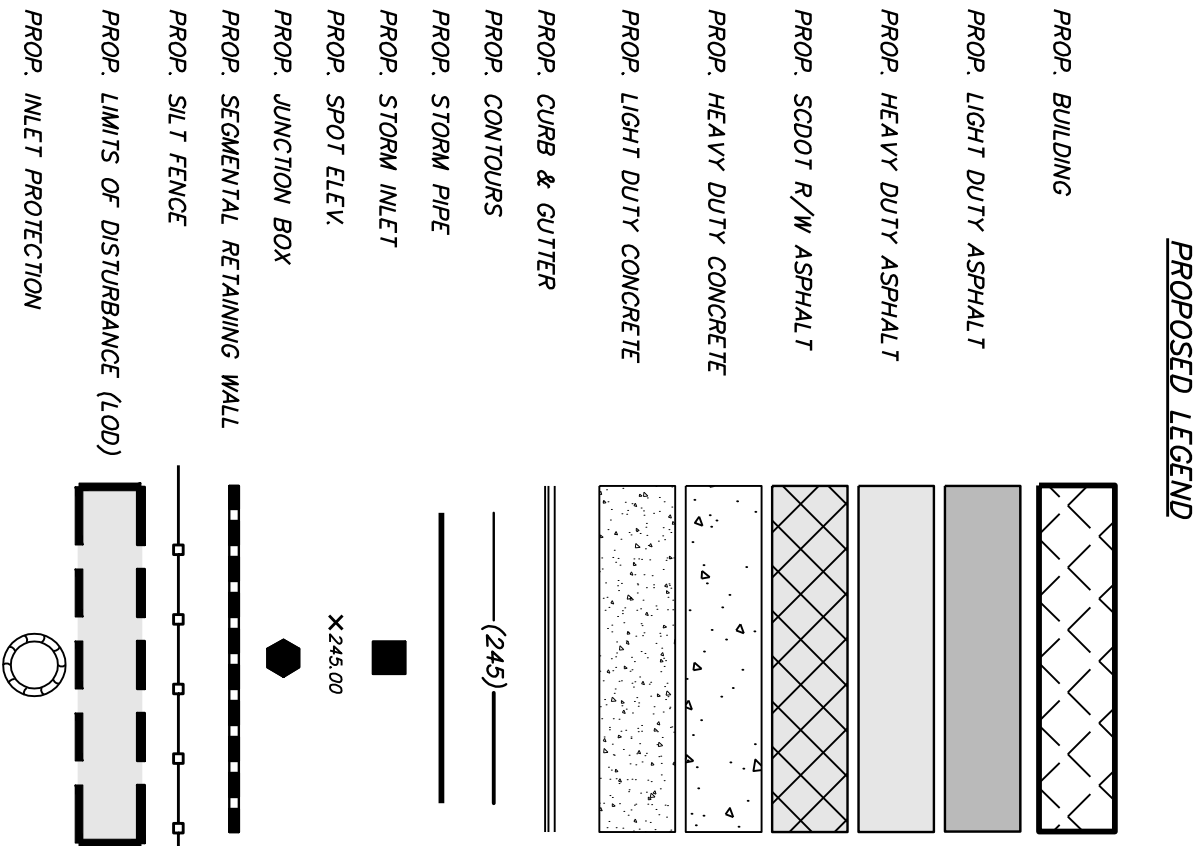 PROPOSED LEGEND
PROP. BUILDING
PROP. LIGHT DUTY ASPHALT
PROP. HEAVY DUTY ASPHALT
PROP. SCDOT R/W ASPHALT
PROP. HEAVY DUTY CONCRETE
PROP. LIGHT DUTY CONCRETE
PROP. CURB & GUTTER
PROP. CONTOURS
(245)
PROP. STORM PIPE
PROP. STORM INLET
PROP. SPOT ELEV.
×245.00
PROP. JUNCTION BOX
PROP. SEGMENTAL RETAINING WALL
PROP. SILT FENCE
PROP. LIMITS OF DISTURBANCE (LOD)
PROP. INLET PROTECTION